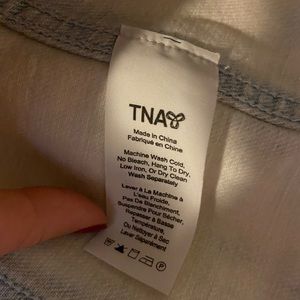 TNA
Made in China
Fabriqué en Chine
Machine Wash Cold,
No Bleach, Hang To Dry,
Low Iron, Or Dry Clean
Wash Separately
Laver À La Machine À
L'eau Froide,
Pas De Blanchiment,
Suspendre Pour Sécher,
Repasser À Basse
Température,
Ou Nettoyer À Sec
Laver Séparément